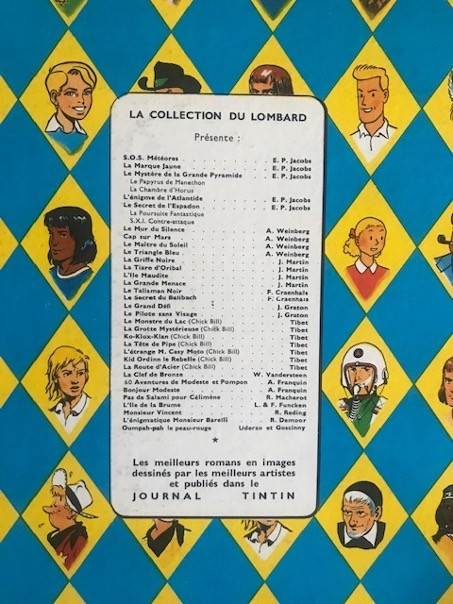 LA COLLECTION DU LOMBARD
Présente :
S.O.S. Météores . . . E. P. Jacobs
La Marque Jaune . . . E. P. Jacobs
Le Mystère de la Grande Pyramide . . . E. P. Jacobs
Le Papyrus de Manethon
La Chambre d'Horus
L'énigme de l'Atlantide . . . E. P. Jacobs
Le Secret de l'Espadon . . . E. P. Jacobs
La Poursuite Fantastique
S.X.I. Contre-attaque
Le Mur du Silence . . . A. Weinberg
Cap sur Mars . . . A. Weinberg
Le Maître du Soleil . . . A. Weinberg
Le Triangle Bleu . . . A. Weinberg
La Griffe Noire . . . J. Martin
La Tiare d'Oribal . . . J. Martin
L'Ile Maudite . . . J. Martin
La Grande Menace . . . J. Martin
Le Talisman Noir . . . F. Craenhals
Le Secret du Balibach . . . F. Craenhals
Le Grand Défi . . . J. Graton
Le Pilote sans Visage . . . J. Graton
Le Monstre du Lac (Chick Bill) . . . Tibet
La Grotte Mystérieuse (Chick Bill) . . . Tibet
Ko-Klox-Klan (Chick Bill) . . . Tibet
La Tête de Pipe (Chick Bill) . . . Tibet
L'étrange M. Casy Moto (Chick Bill) . . . Tibet
Kid Ordinn le Rebelle (Chick Bill) . . . Tibet
La Route d'Acier (Chick Bill) . . . Tibet
La Clef de Bronze . . . W. Vandersteen
60 Aventures de Modeste et Pompon . . . A. Franquin
Bonjour Modeste . . . A. Franquin
Pas de Salami pour Célimène . . . R. Macherot
L'Ile de la Brume . . . L. & F. Funcken
Monsieur Vincent . . . R. Reding
L'énigmatique Monsieur Barelli . . . R. Demoor
Oumpah-pah le peau-rouge . . . Uderzo et Goscinny
★
Les meilleurs romans en images
dessinés par les meilleurs artistes
et publiés dans le
JOURNAL TINTIN